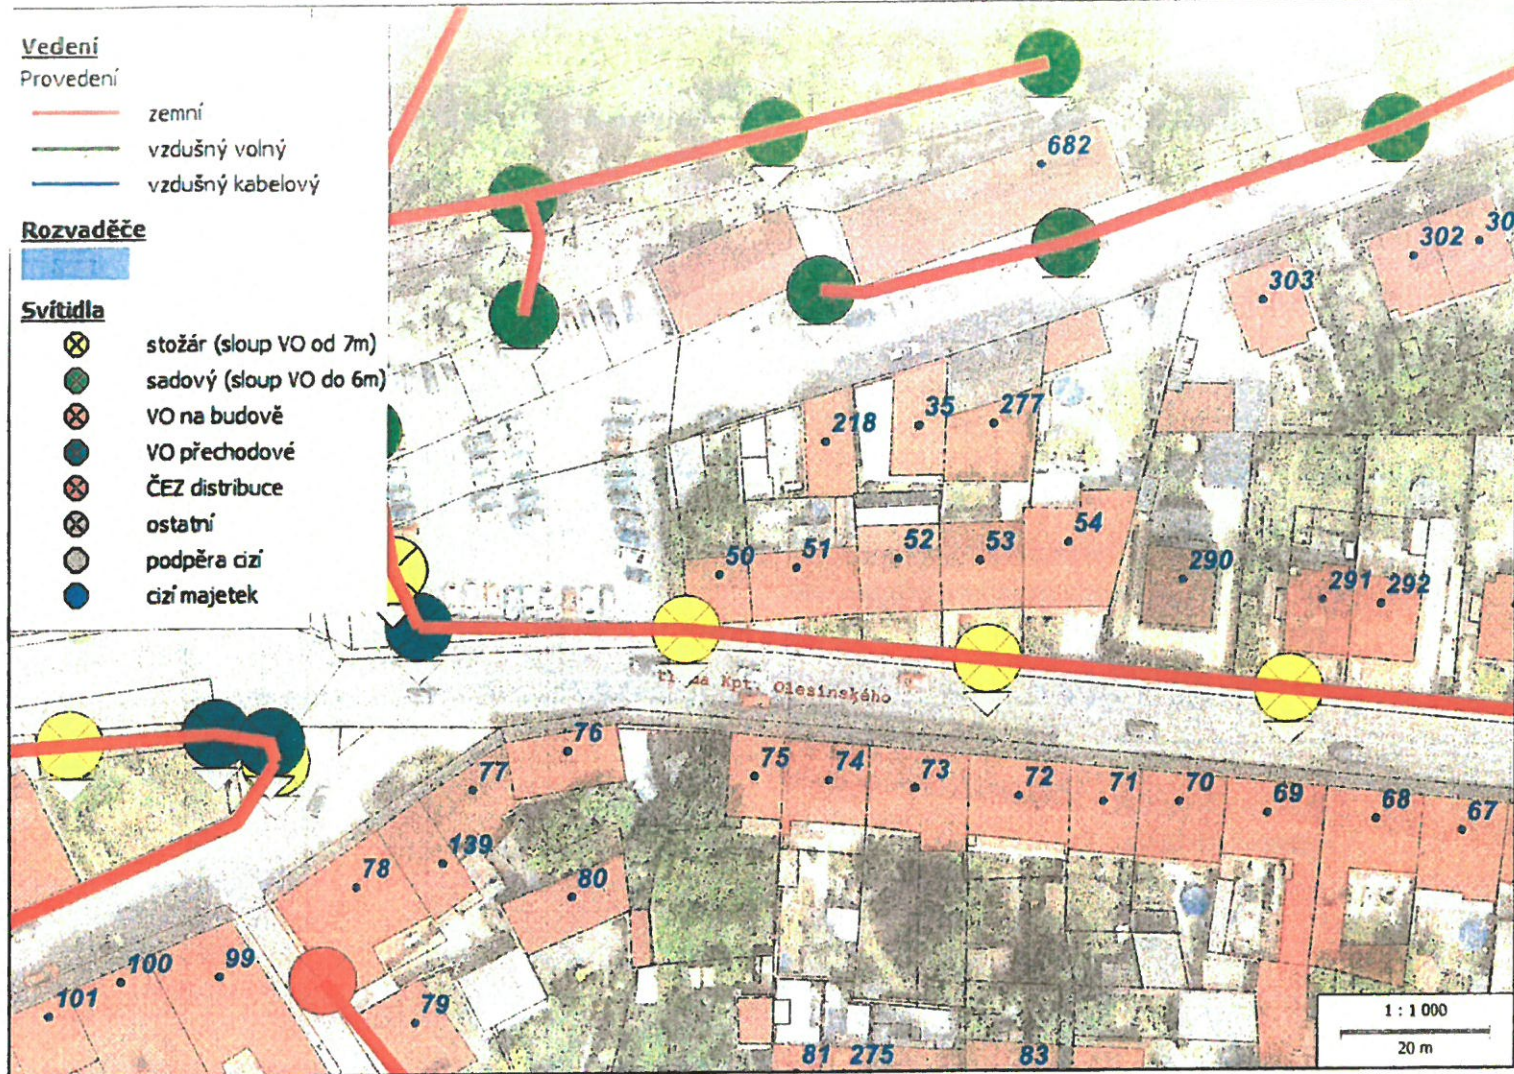 Vedení
Provedení
zemní
vzdušný volný
vzdušný kabelový
Rozvaděče
Svítidla
stožár (sloup VO od 7m)
sadový (sloup VO do 6m)
VO na budově
VO přechodové
ČEZ distribuce
ostatní
podpěra cizí
cizí majetek
682
302
30
303
218
35
277
50
51
52
53
54
290
291
292
Kpt. Olesinského
76
77
75
74
73
72
71
70
69
68
67
78
139
80
100
99
101
79
81
275
83
1 : 1 000
20 m